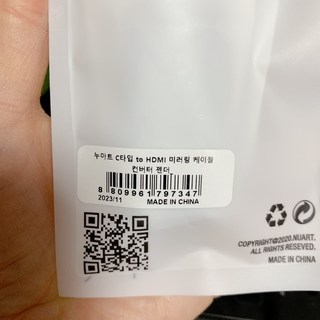 누아트 C타입 to HDMI 미러링 케이블
컨버터 젠더
8 809961 797347
2023/11 MADE IN CHINA
COPYRIGHT@2020.NUART.
ALL RIGHTS RESEVED.
MADE IN CHINA